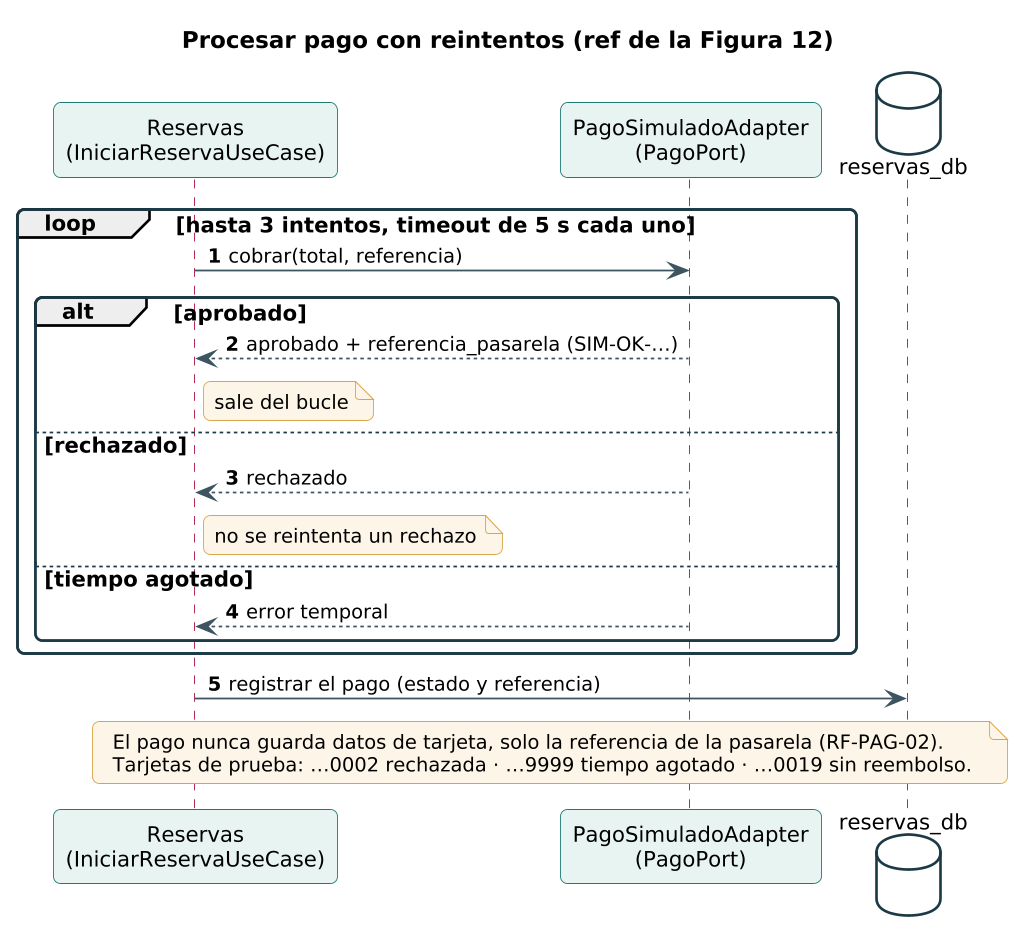 Procesar pago con reintentos (ref de la Figura 12)
Reservas
(IniciarReservaUseCase)
PagoSimuladoAdapter
(PagoPort)
reservas_db
loop
[hasta 3 intentos, timeout de 5 s cada uno]
1 cobrar(total, referencia)
alt
[aprobado]
2 aprobado + referencia_pasarela (SIM-OK-...)
sale del bucle
[rechazado]
3 rechazado
no se reintenta un rechazo
[tiempo agotado]
4 error temporal
5 registrar el pago (estado y referencia)
El pago nunca guarda datos de tarjeta, solo la referencia de la pasarela (RF-PAG-02).
Tarjetas de prueba: ...0002 rechazada · ...9999 tiempo agotado · ...0019 sin reembolso.
Reservas
(IniciarReservaUseCase)
PagoSimuladoAdapter
(PagoPort)
reservas_db